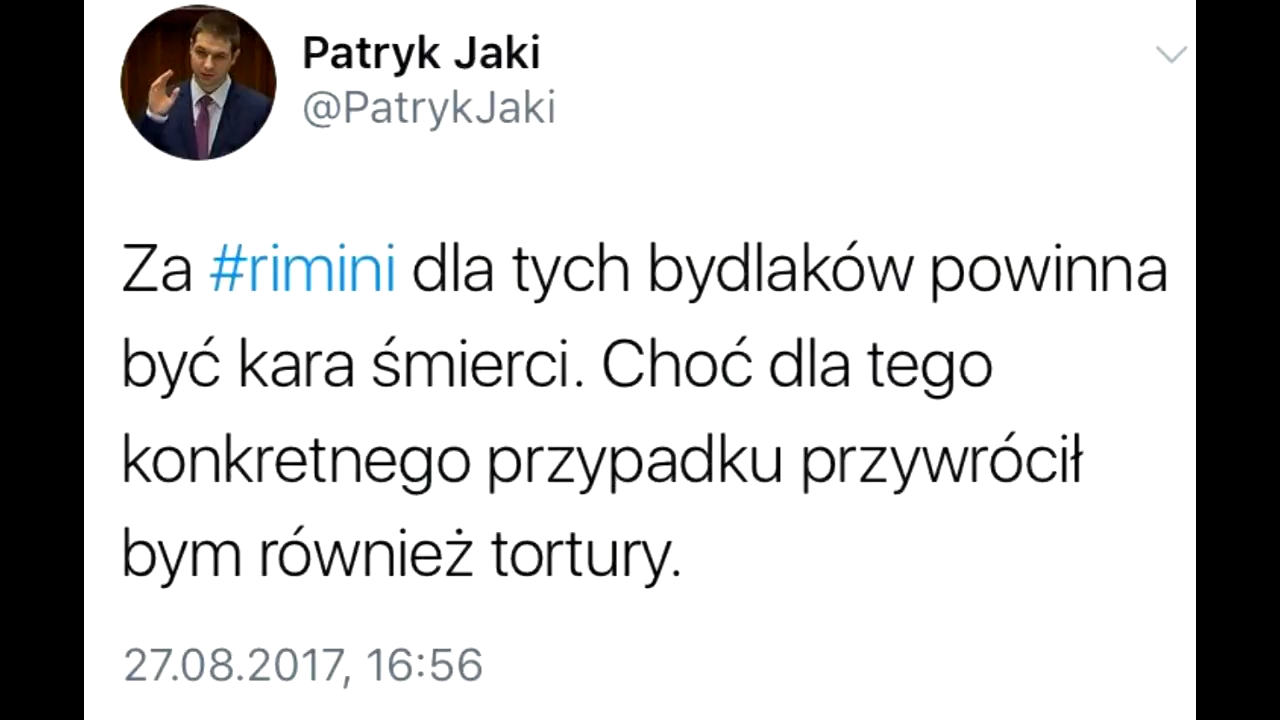 Patryk Jaki
@PatrykJaki
Za #rimini dla tych bydlaków powinna
być kara śmierci. Choć dla tego
konkretnego przypadku przywrócił
bym również tortury.
27.08.2017, 16:56